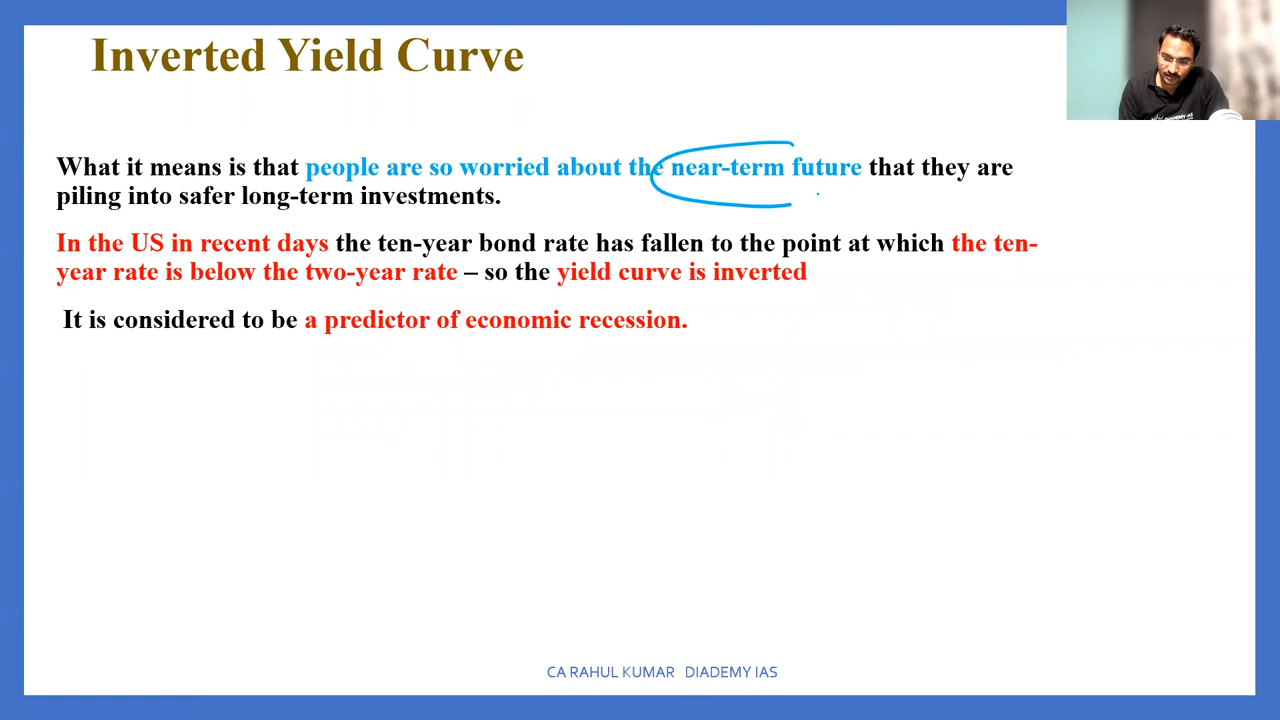 Inverted Yield Curve
What it means is that people are so worried about the near-term future that they are
piling into safer long-term investments.
In the US in recent days the ten-year bond rate has fallen to the point at which the ten-
year rate is below the two-year rate – so the yield curve is inverted
It is considered to be a predictor of economic recession.
CA RAHUL KUMAR DIADEMY IAS